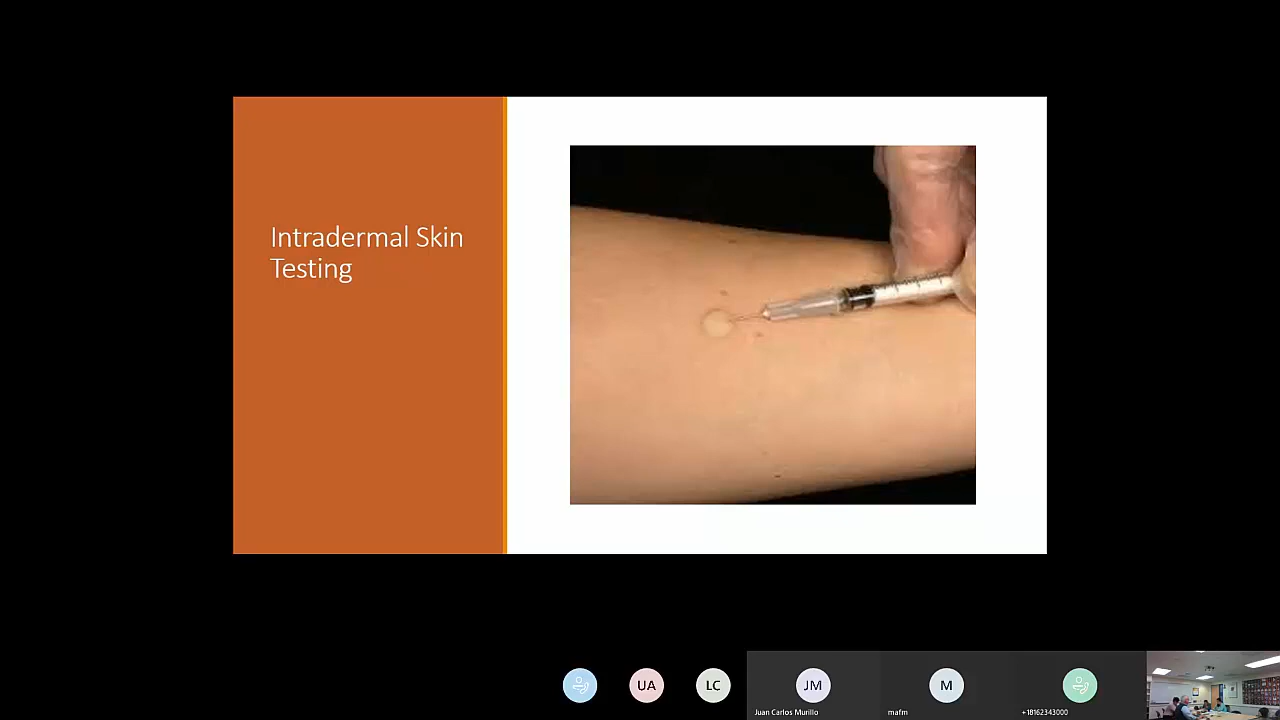 Intradermal Skin
Testing
UA
LC
JM
M
Juan Carlos Murillo
mafm
+18162343000